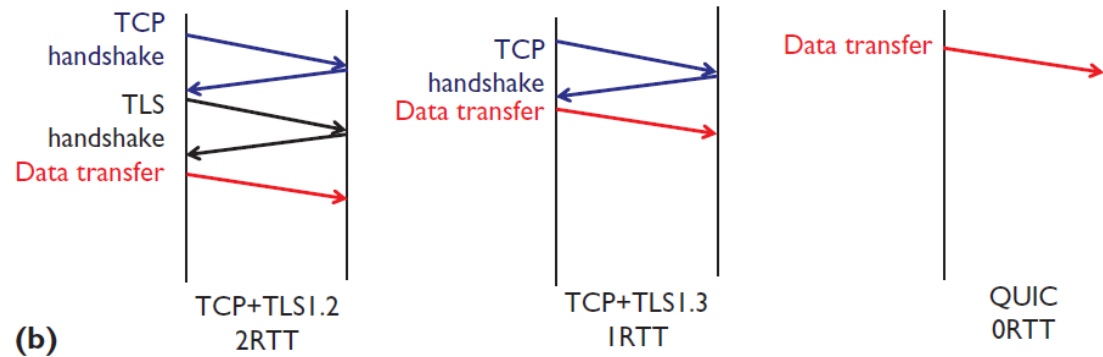 TCP
handshake
TLS
handshake
Data transfer
TCP+TLS1.2
2RTT
TCP
handshake
Data transfer
TCP+TLS1.3
1RTT
Data transfer
QUIC
0RTT
(b)